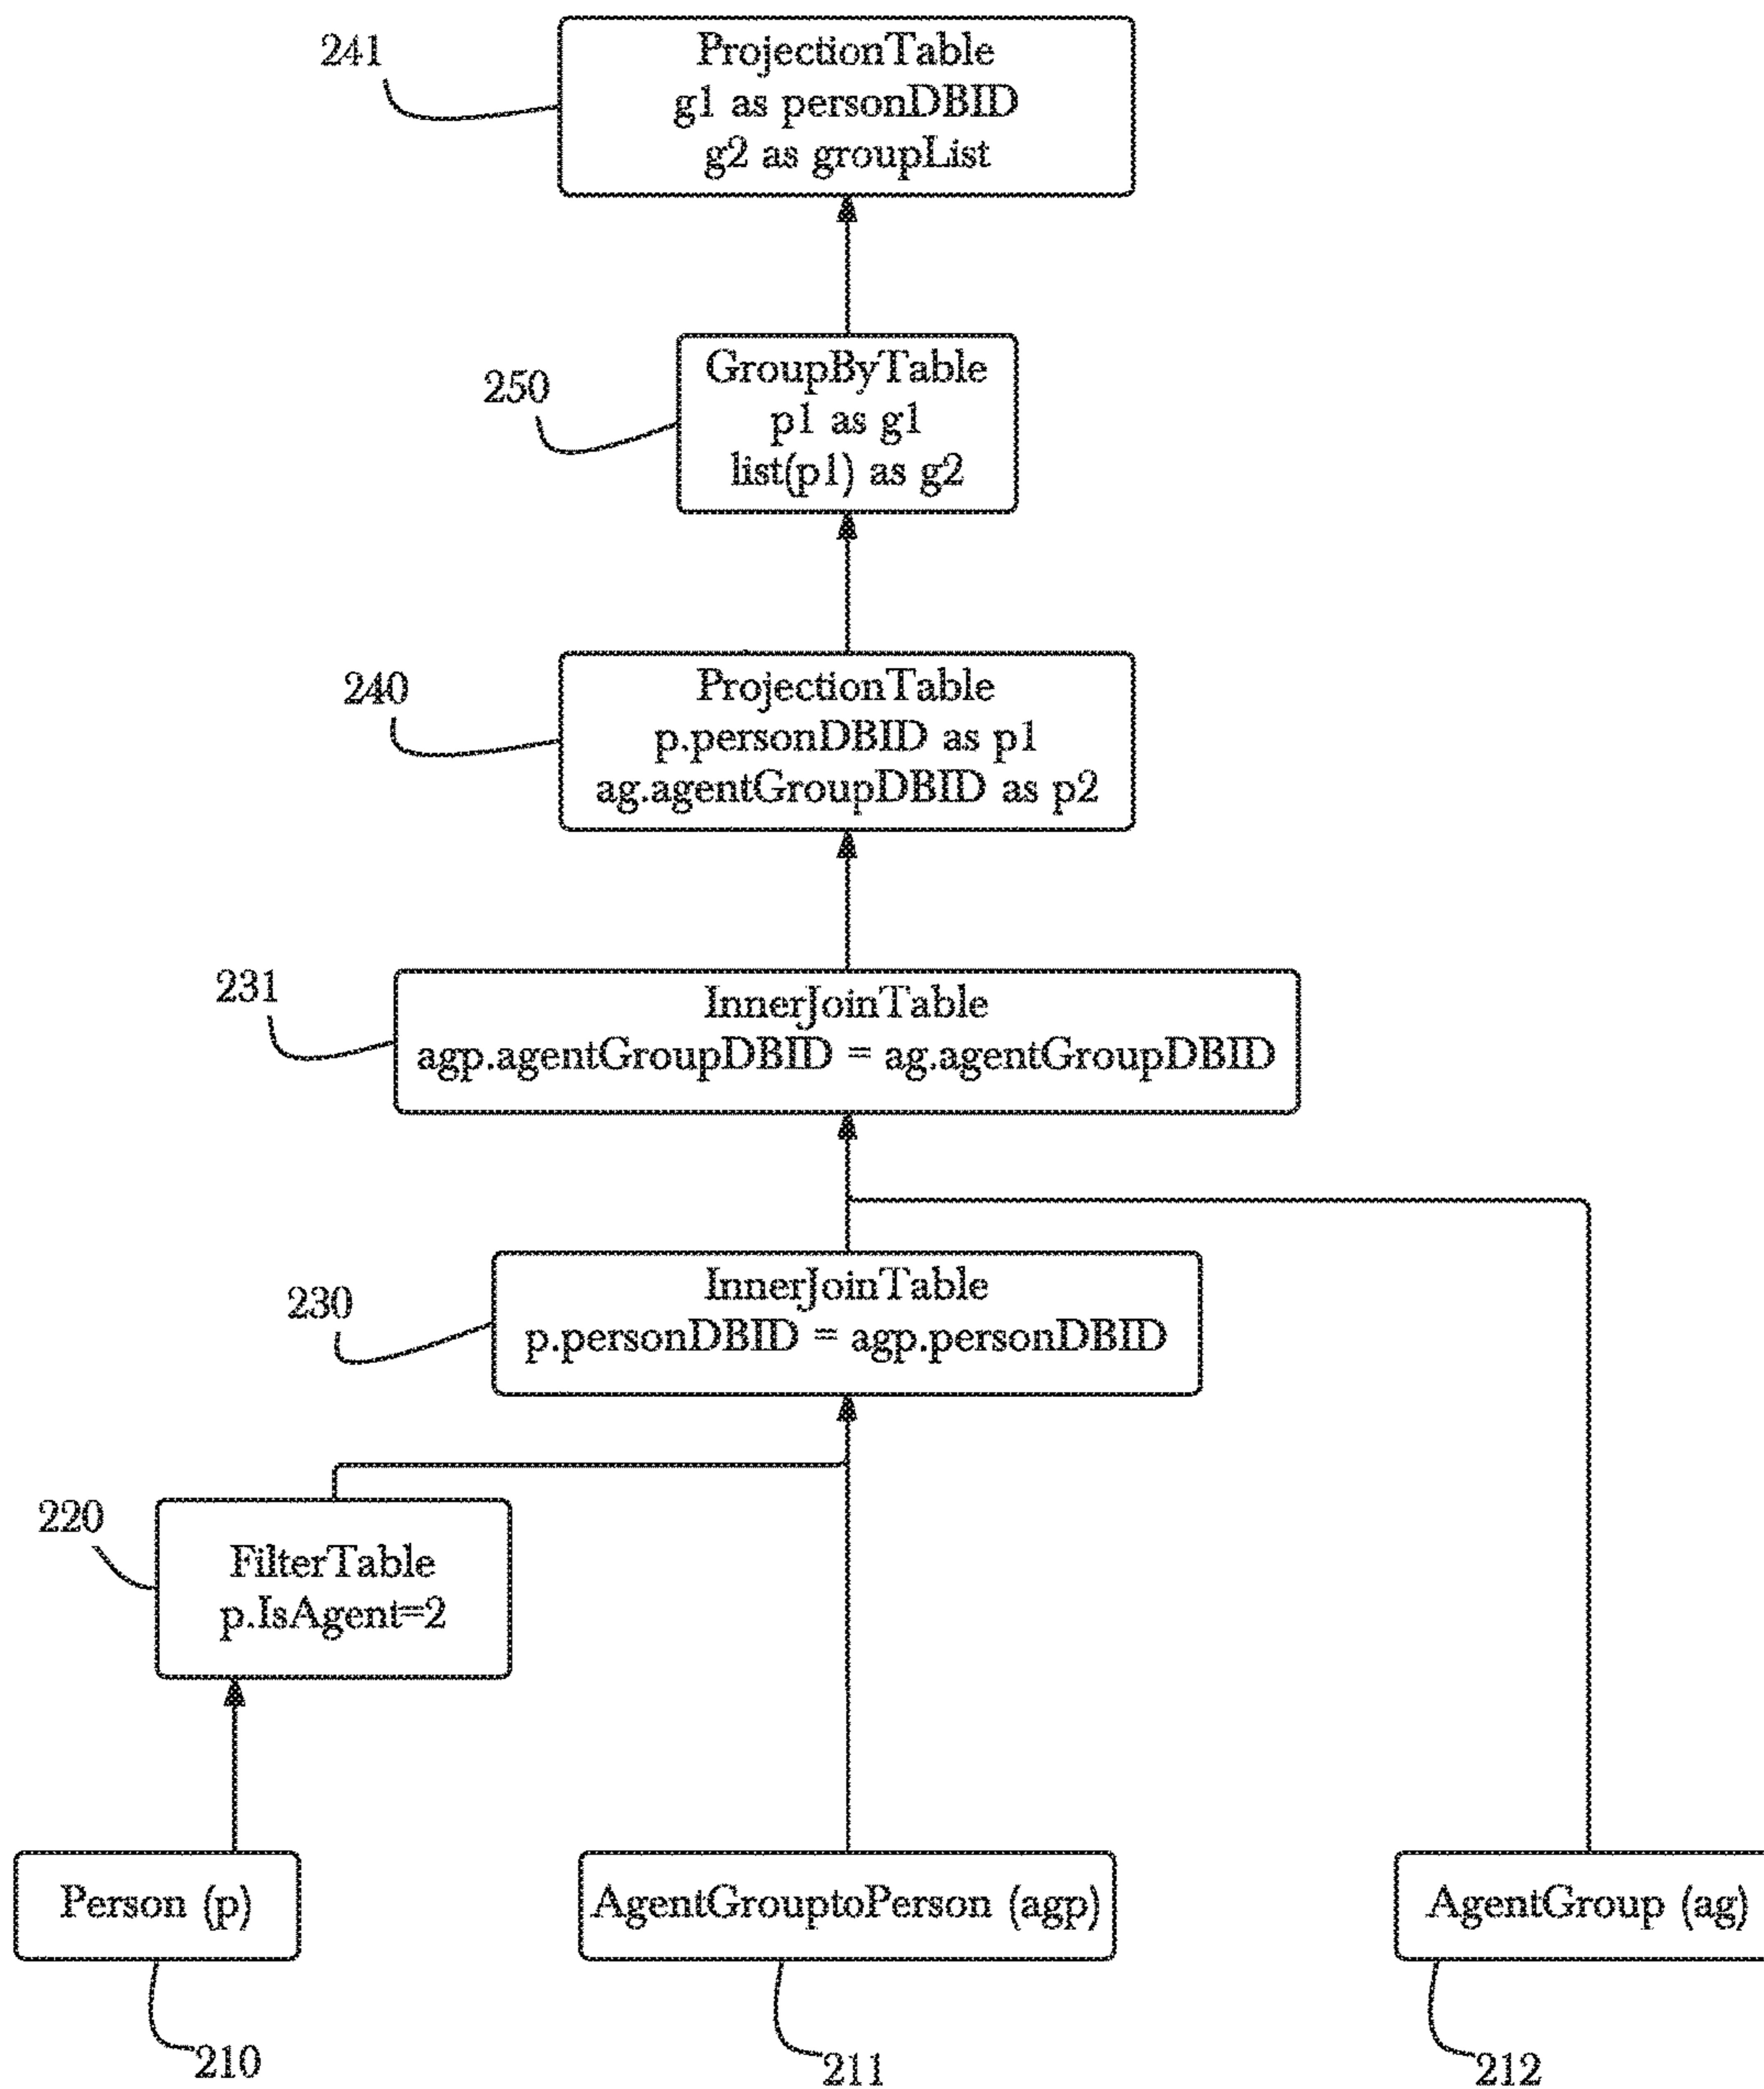 241
ProjectionTable
g1 as personDBID
g2 as groupList
250
GroupByTable
p1 as g1
list(p1) as g2
240
ProjectionTable
p.personDBID as p1
ag.agentGroupDBID as p2
231
InnerJoinTable
agp.agentGroupDBID = ag.agentGroupDBID
230
InnerJoinTable
p.personDBID = agp.personDBID
220
FilterTable
p.IsAgent=2
Person (p)
AgentGrouptoPerson (agp)
AgentGroup (ag)
210
211
212